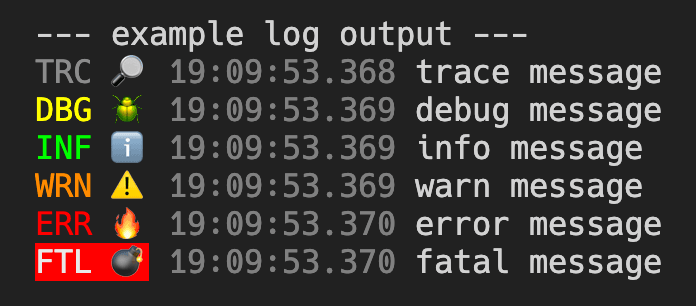 --- example log output ---
TRC 🔎 19:09:53.368 trace message
DBG 🪲 19:09:53.369 debug message
INF ℹ️ 19:09:53.369 info message
WRN ⚠️ 19:09:53.369 warn message
ERR 🔥 19:09:53.370 error message
FTL 💣 19:09:53.370 fatal message